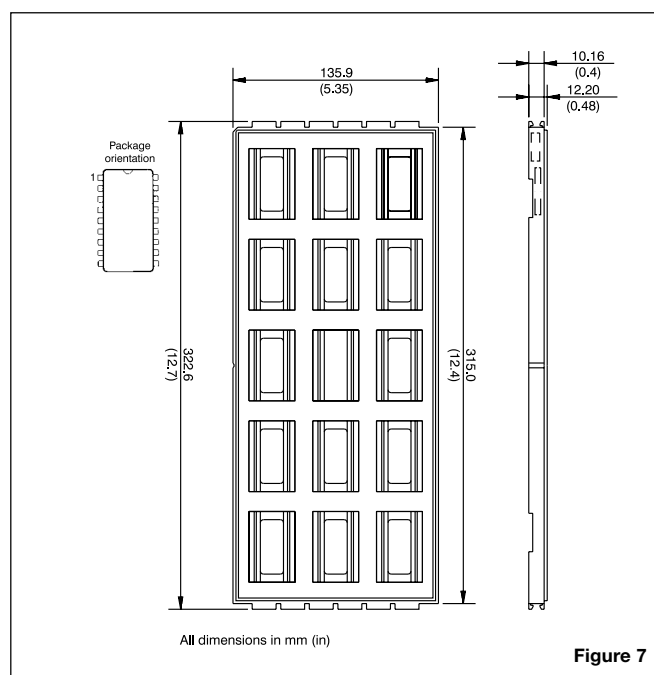 135.9
(5.35)
10.16
(0.4)
12.20
(0.48)
Package
orientation
1
322.6
(12.7)
315.0
(12.4)
All dimensions in mm (in)
Figure 7